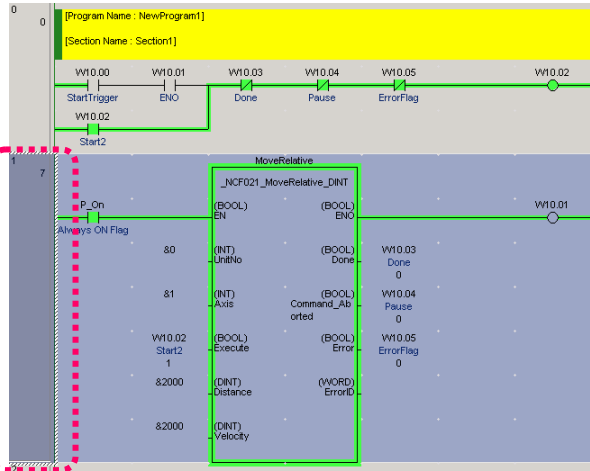 0
0
[Program Name : NewProgram1]
[Section Name : Section1]
W10.00 W10.01 W10.03 W10.04 W10.05 W10.02
StartTrigger ENO Done Pause ErrorFlag
W10.02
Start2
1
7
MoveRelative
_NCF021_MoveRelative_DINT
P_On (BOOL) (BOOL) W10.01
EN ENO
Always ON Flag
&0 (INT) (BOOL) W10.03
UnitNo Done Done
0
&1 (INT) (BOOL) W10.04
Axis Command_Ab Pause
orted 0
W10.02 (BOOL) (BOOL) W10.05
Start2 Execute Error ErrorFlag
1 0
&2000 (DINT) (WORD)
Distance ErrorID
&2000 (DINT)
Velocity